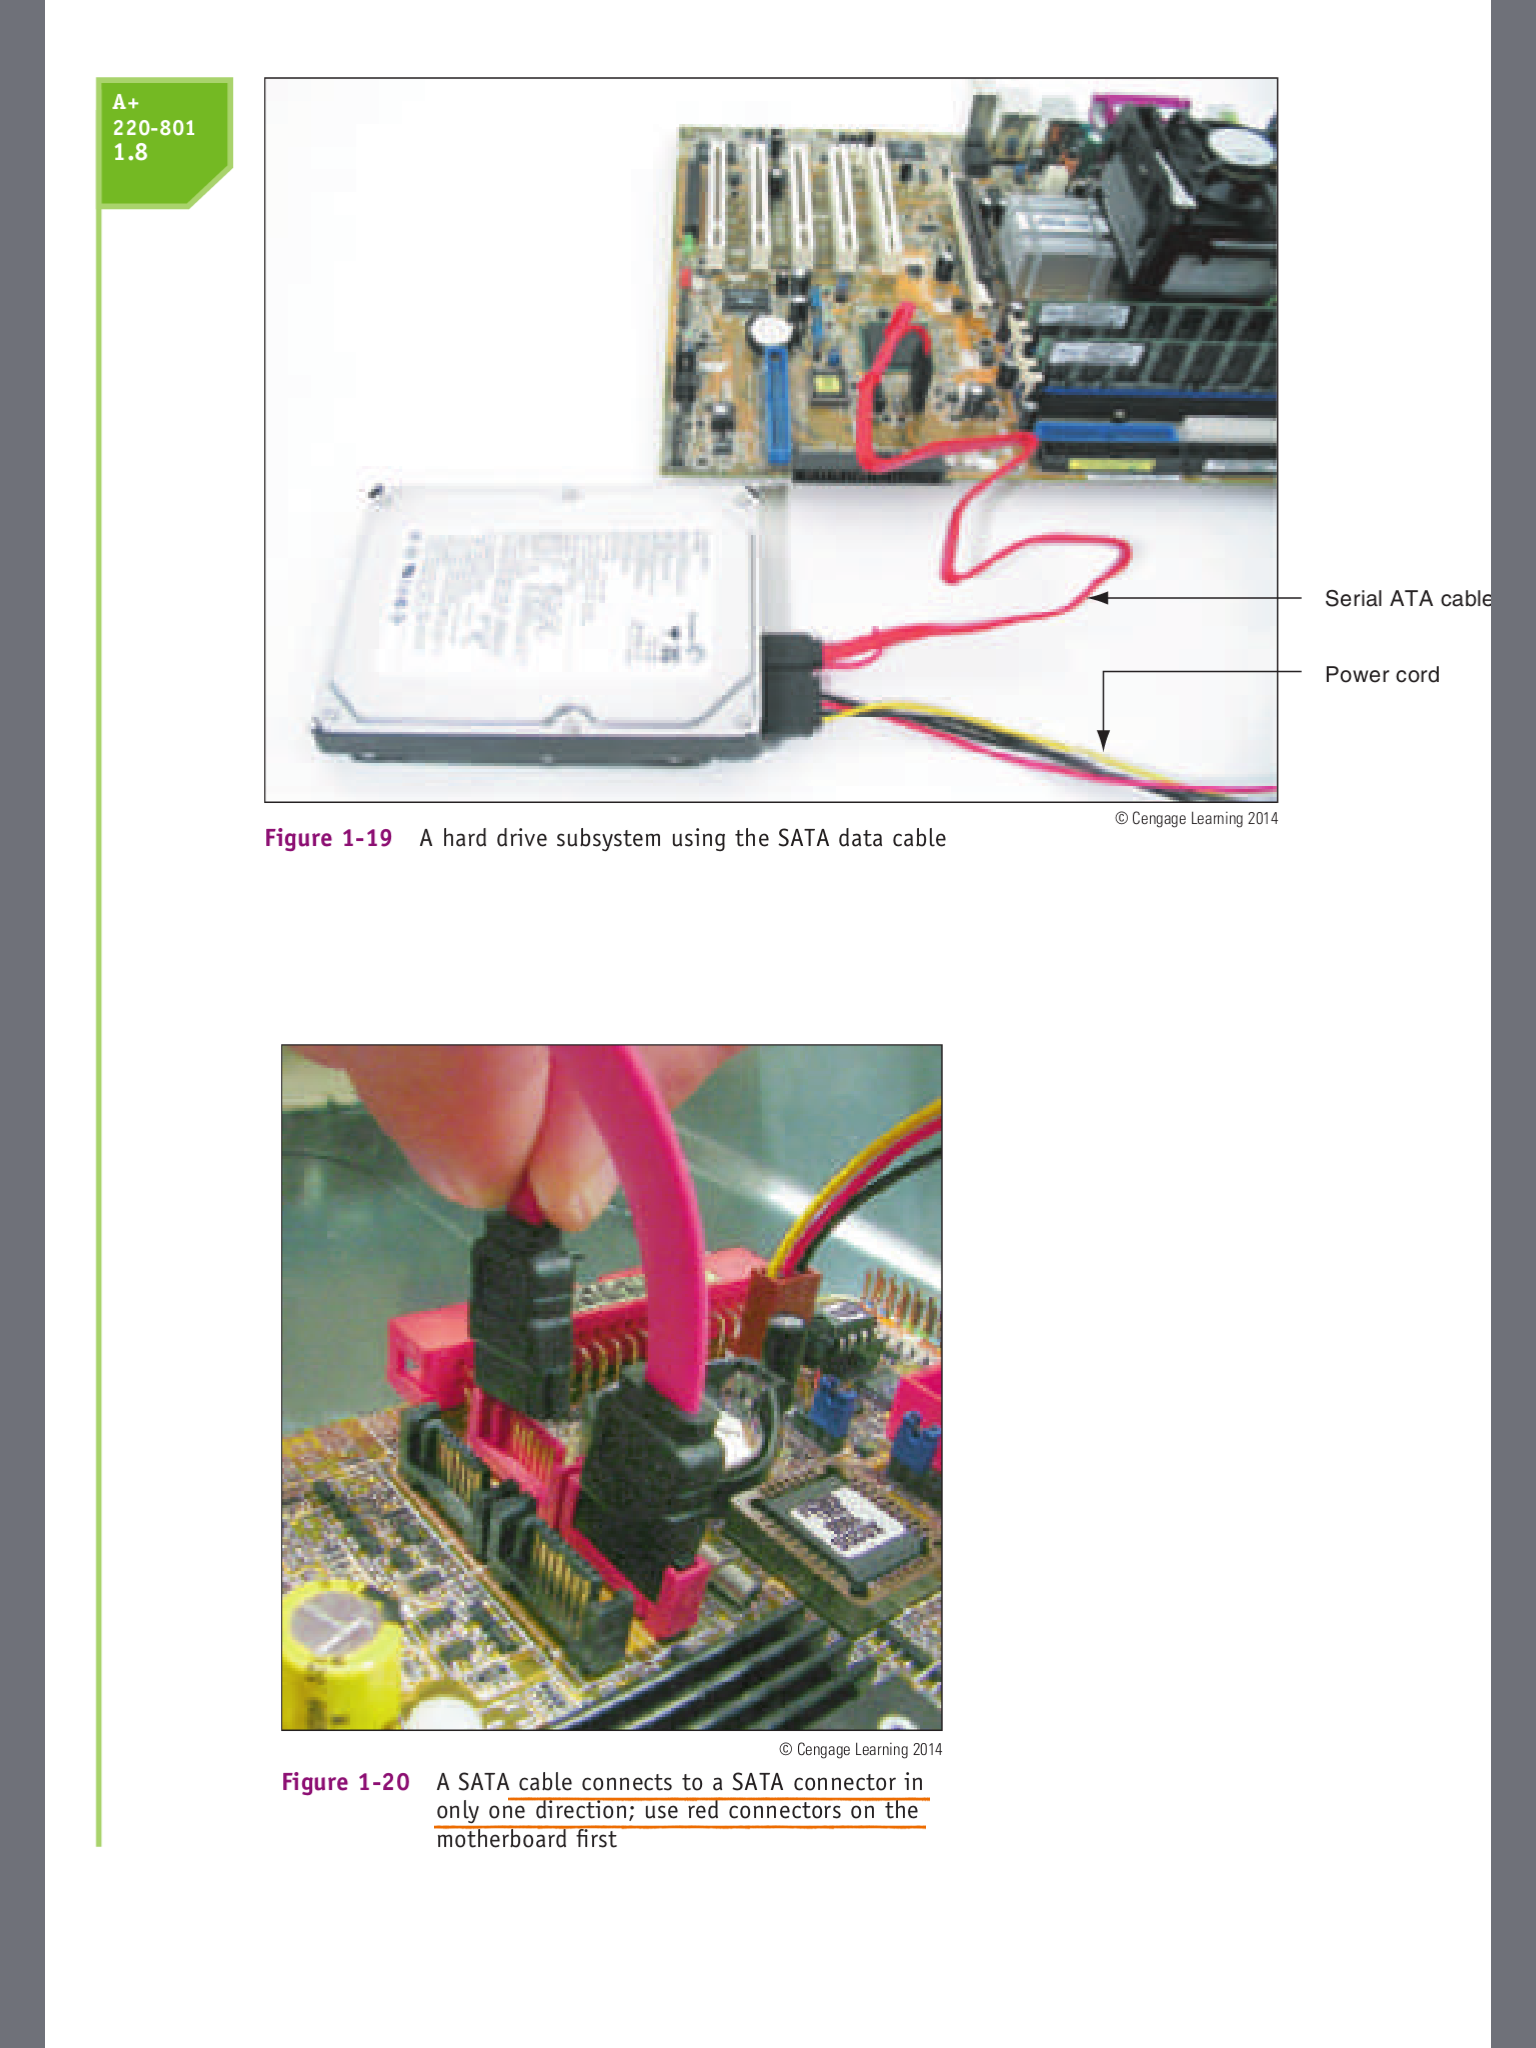 A+
220-801
1.8
Serial ATA cable
Power cord
© Cengage Learning 2014
Figure 1-19 A hard drive subsystem using the SATA data cable
© Cengage Learning 2014
Figure 1-20 A SATA cable connects to a SATA connector in
only one direction; use red connectors on the
motherboard first